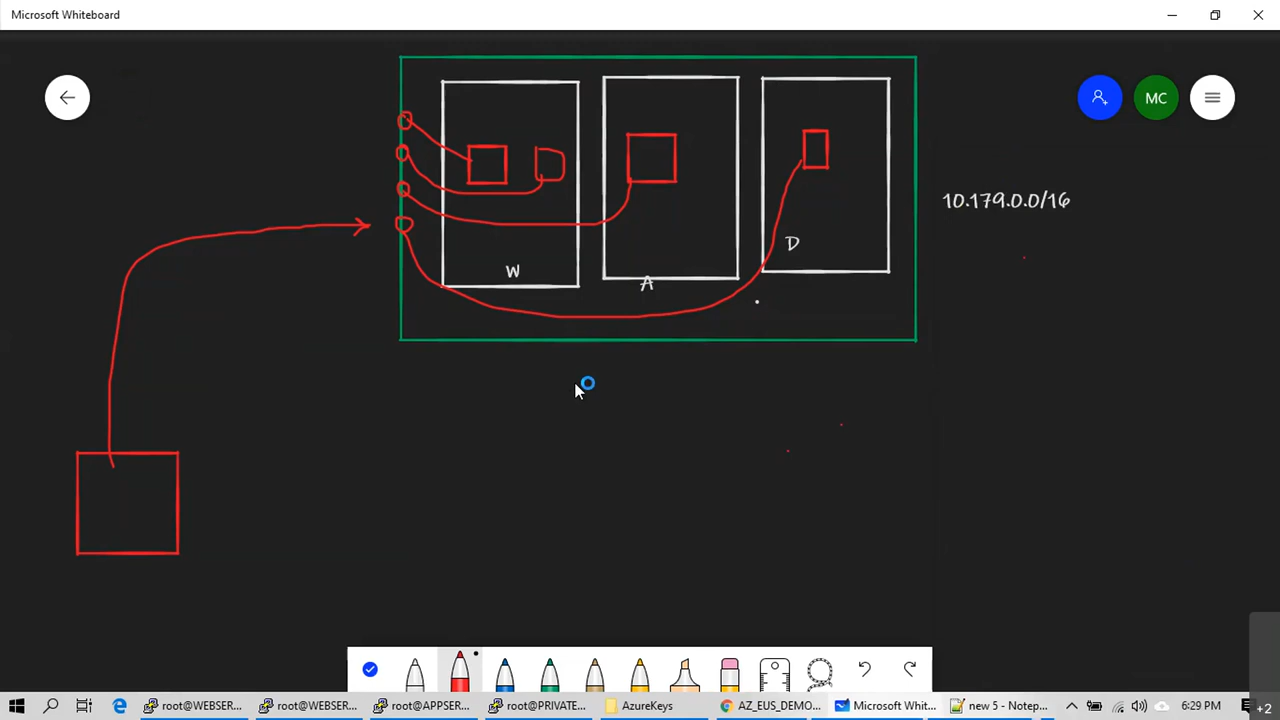 Microsoft Whiteboard
MC
10.179.0.0/16
W
A
D
root@WEBSER...
root@WEBSER...
root@APPSER...
root@PRIVATE...
AzureKeys
AZ_EUS_DEMO...
Microsoft Whit...
new 5 - Notep...
6:29 PM
+2